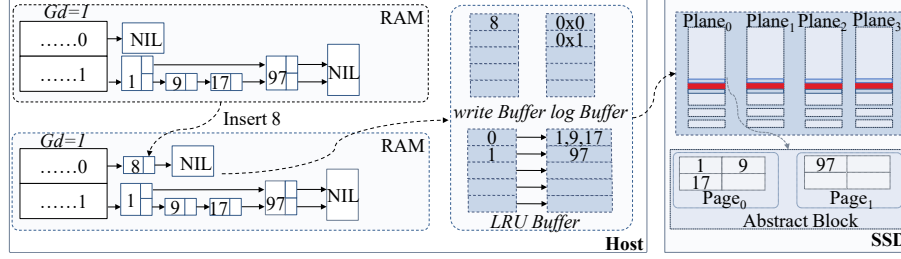 Gd=1
RAM
......0
NIL
......1
1
9
17
97
NIL
Insert 8
Gd=1
RAM
......0
8
NIL
......1
1
9
17
97
NIL
8
0x0
0x1
write Buffer log Buffer
0
1,9,17
1
97
LRU Buffer
Host
Plane0
Plane1
Plane2
Plane3
1
9
17
Page0
97
Page1
Abstract Block
SSD